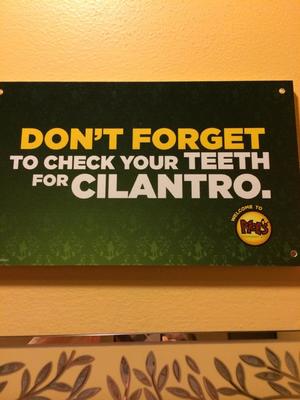 DON'T FORGET
TO CHECK YOUR TEETH
FOR CILANTRO.
WELCOME TO
Moe's